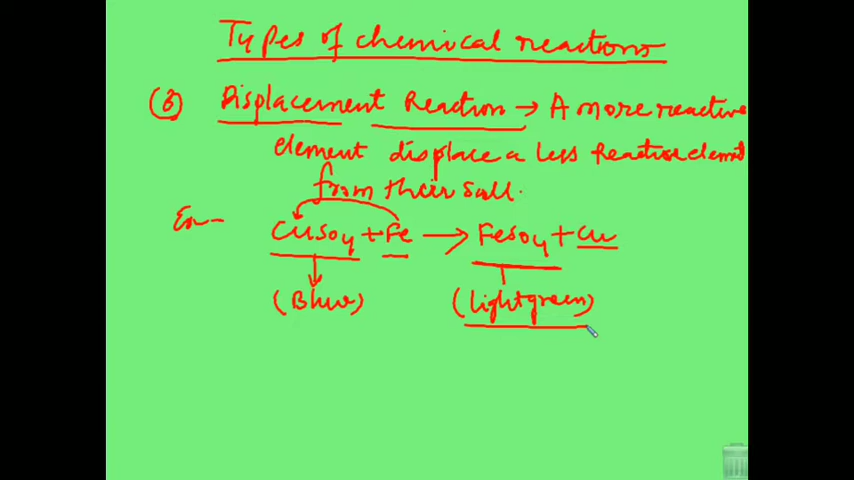 Types of chemical reactions
(3) Displacement Reaction → A more reactive
element displace a less Reactive element
from their salt.
Ex-
CuSO4 + Fe → FeSO4 + Cu
(Blue) (lightgreen)